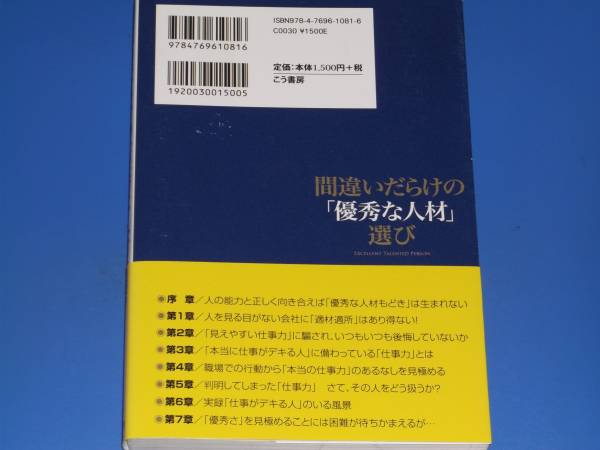 ISBN978-4-7696-1081-6
C0030 ¥1500E
9784769610816
定価：本体1,500円＋税
こう書房
1920030015005
間違いだらけの
「優秀な人材」
選び
EXCELLENT TALENTED PERSON
序 章／人の能力と正しく向き合えば「優秀な人材もどき」は生まれない
第1章／人を見る目がない会社に「適材適所」はあり得ない!
第2章／「見えやすい仕事力」に騙され、いつもいつも後悔していないか
第3章／「本当に仕事がデキる人」に備わっている「仕事力」とは
第4章／職場での行動から「本当の仕事力」のあるなしを見極める
第5章／判明してしまった「仕事力」 さて、その人をどう扱うか?
第6章／実録「仕事がデキる人」のいる風景
第7章／「優秀さ」を見極めることには困難が待ちかまえるが…